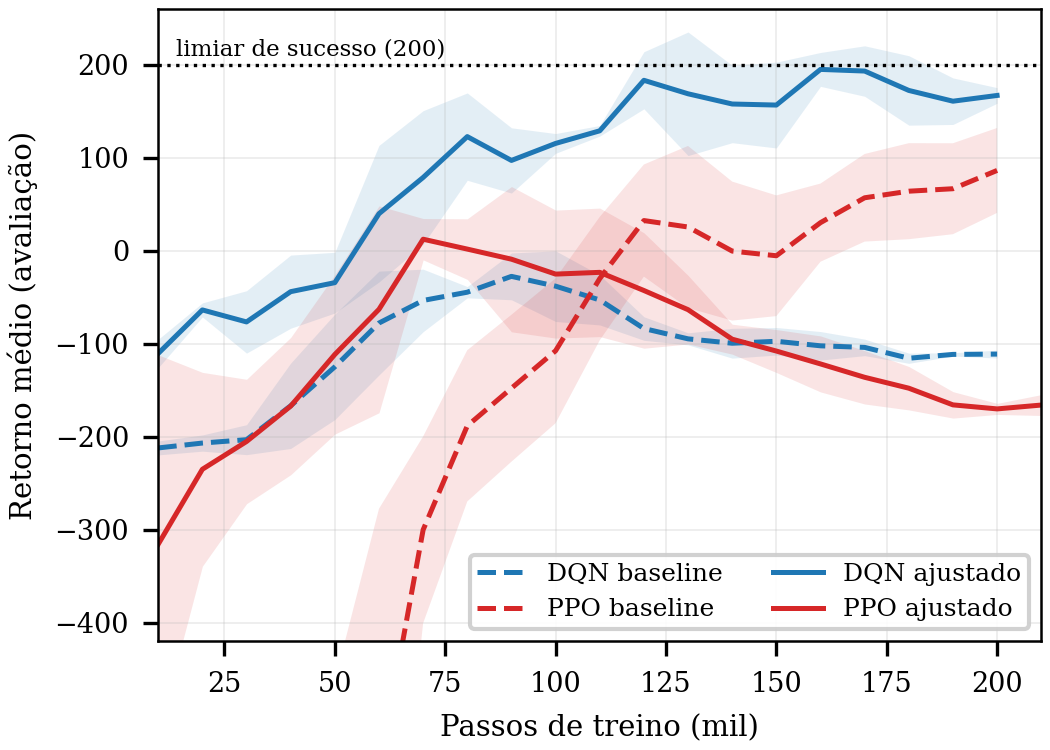 limiar de sucesso (200)
Retorno médio (avaliação)
200
100
0
−100
−200
−300
−400
DQN baseline
DQN ajustado
PPO baseline
PPO ajustado
25 50 75 100 125 150 175 200
Passos de treino (mil)